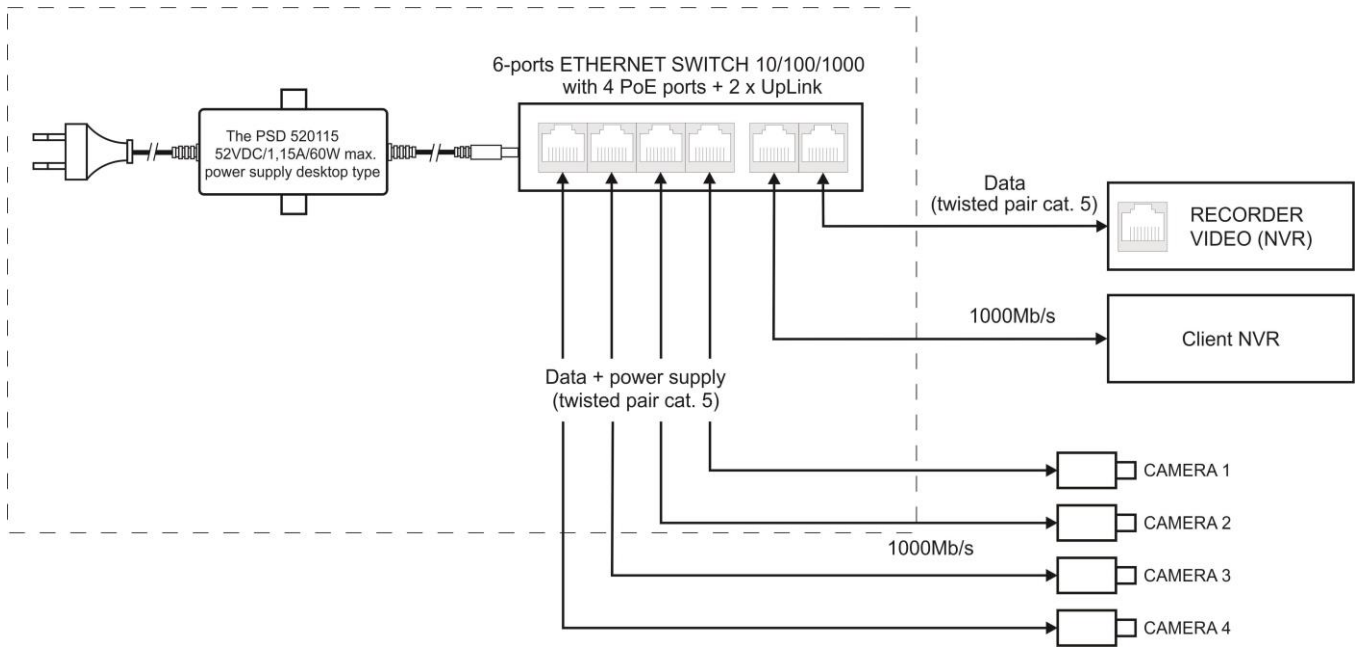 6-ports ETHERNET SWITCH 10/100/1000
with 4 PoE ports + 2 x UpLink
The PSD 520115
52VDC/1,15A/60W max.
power supply desktop type
Data
(twisted pair cat. 5)
RECORDER
VIDEO (NVR)
1000Mb/s
Client NVR
Data + power supply
(twisted pair cat. 5)
CAMERA 1
CAMERA 2
1000Mb/s
CAMERA 3
CAMERA 4